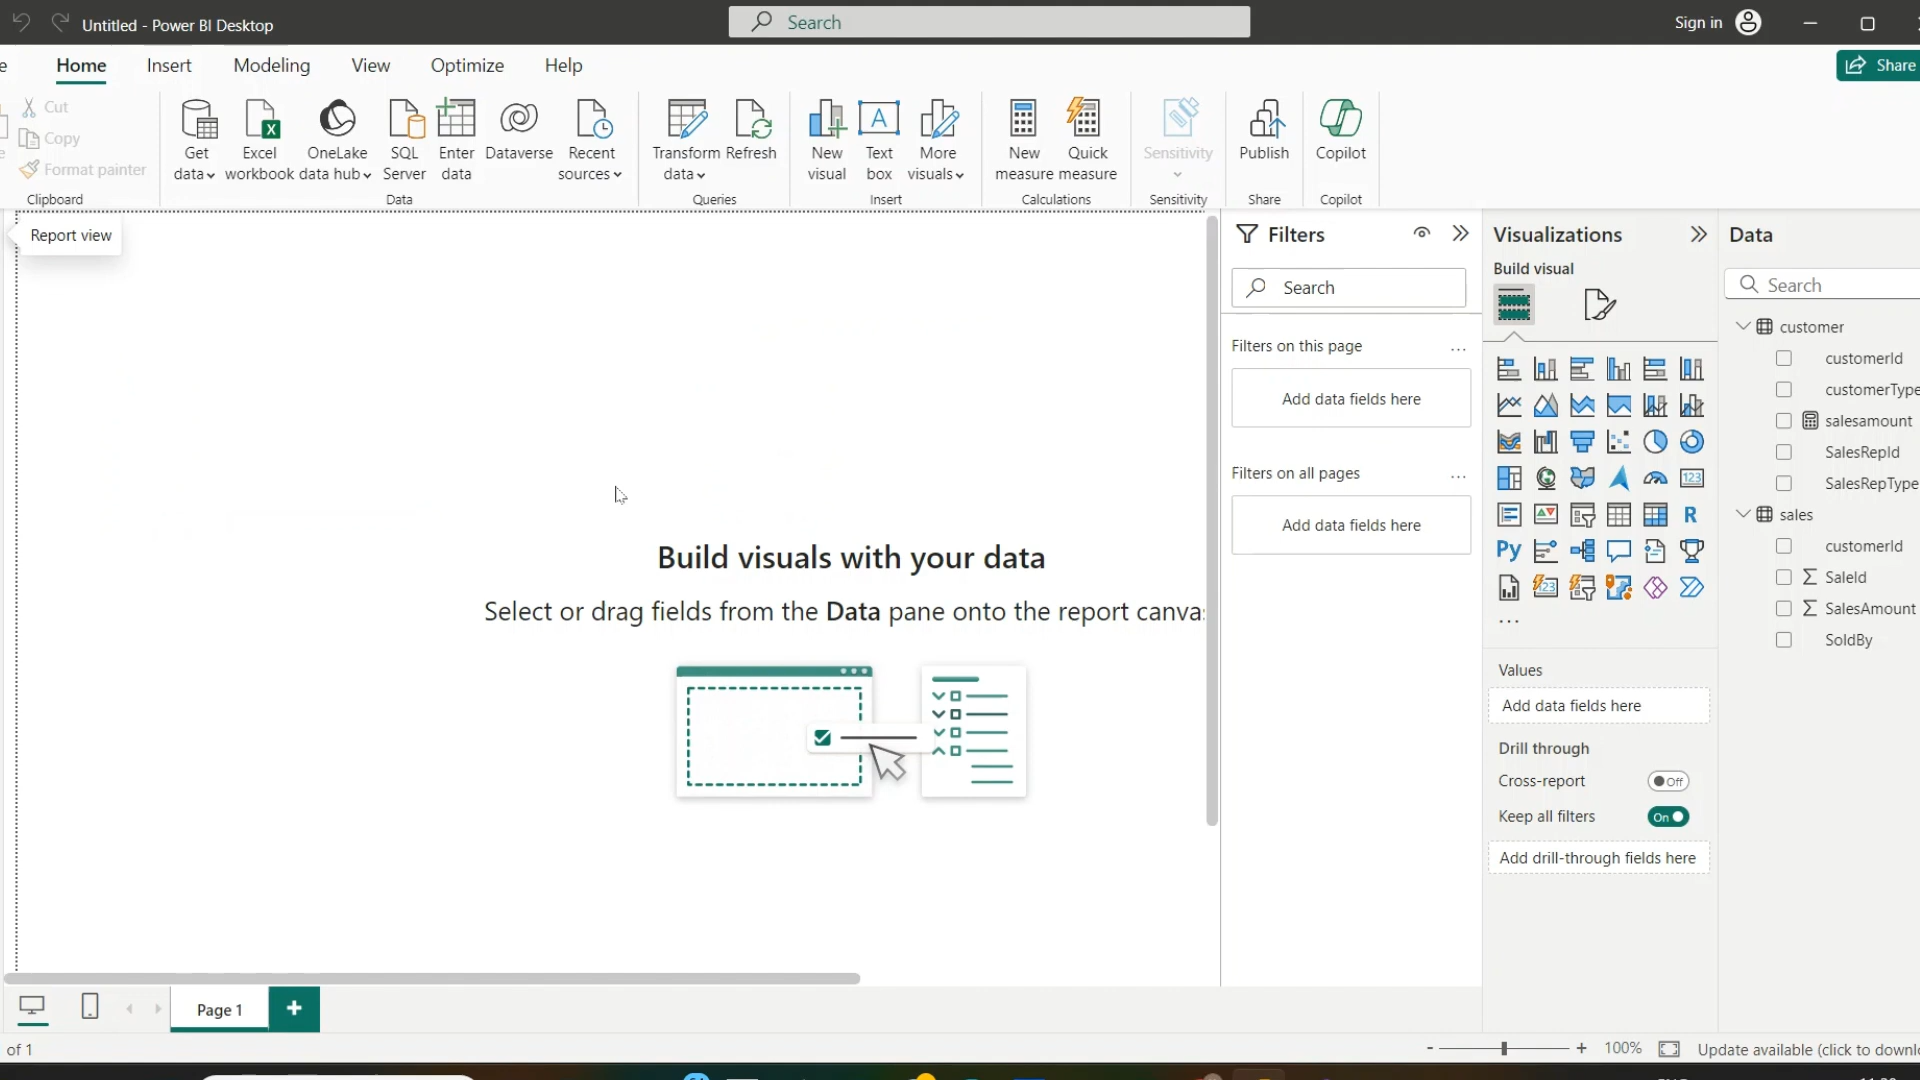 Untitled - Power BI Desktop
Search
Sign in
Home
Insert
Modeling
View
Optimize
Help
Share
Cut
Copy
Format painter
Clipboard
Get
data
Excel
workbook
OneLake
data hub
SQL
Server
Enter
data
Dataverse
Recent
sources
Data
Transform
data
Refresh
Queries
New
visual
Text
box
More
visuals
Insert
New
measure
Quick
measure
Calculations
Sensitivity
Sensitivity
Publish
Share
Copilot
Copilot
Report view
Build visuals with your data
Select or drag fields from the Data pane onto the report canvas
Filters
Search
Filters on this page
...
Add data fields here
Filters on all pages
...
Add data fields here
Visualizations
Build visual
123
R
Py
123
...
Values
Add data fields here
Drill through
Cross-report
Off
Keep all filters
On
Add drill-through fields here
Data
Search
customer
customerId
customerType
salesamount
SalesRepId
SalesRepType
sales
customerId
SaleId
SalesAmount
SoldBy
Page 1
+
of 1
- + 100%
Update available (click to downlo